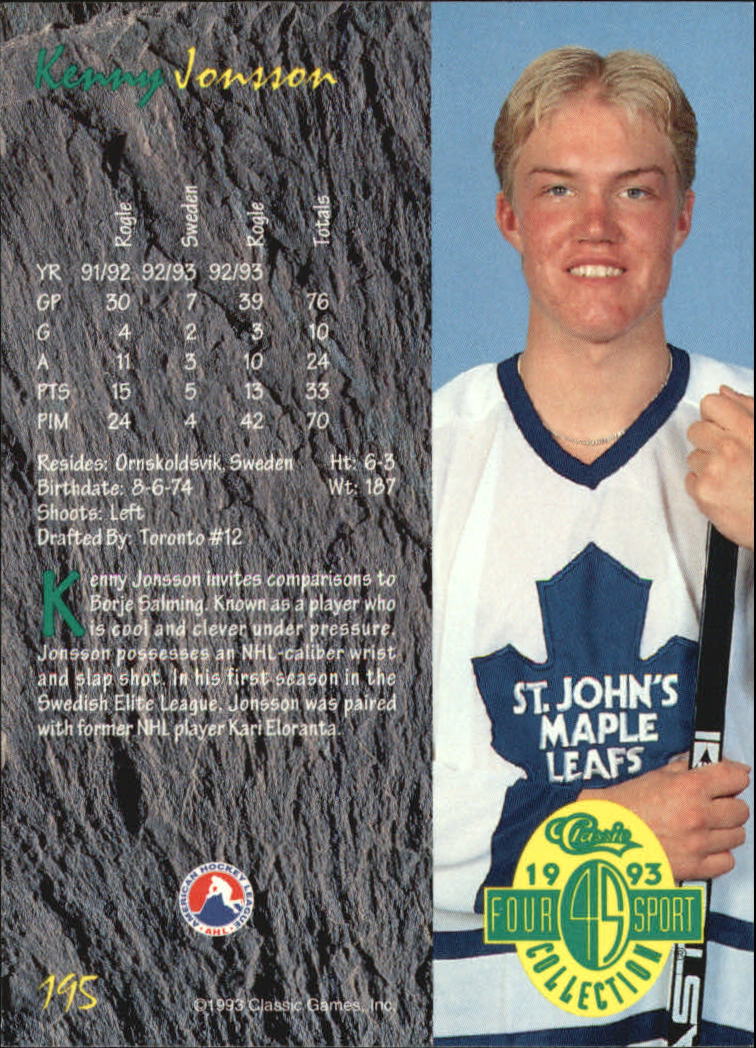 Kenny Jonsson
Rogle Sweden Rogle Totals
YR 91/92 92/93 92/93
GP 30 7 39 76
G 4 2 3 10
A 11 3 10 24
PTS 15 5 13 33
PIM 24 4 42 70
Resides: Ornskoldsvik, Sweden Ht: 6-3
Birthdate: 8-6-74 Wt: 187
Shoots: Left
Drafted By: Toronto #12
Kenny Jonsson invites comparisons to
Borje Salming. Known as a player who
is cool and clever under pressure,
Jonsson possesses an NHL-caliber wrist
and slap shot. In his first season in the
Swedish Elite League, Jonsson was paired
with former NHL player Kari Eloranta.
AMERICAN HOCKEY LEAGUE
AHL
195
©1993 Classic Games, Inc.
ST. JOHN'S
MAPLE
LEAFS
Classic
1993
FOUR 4S SPORT
COLLECTION